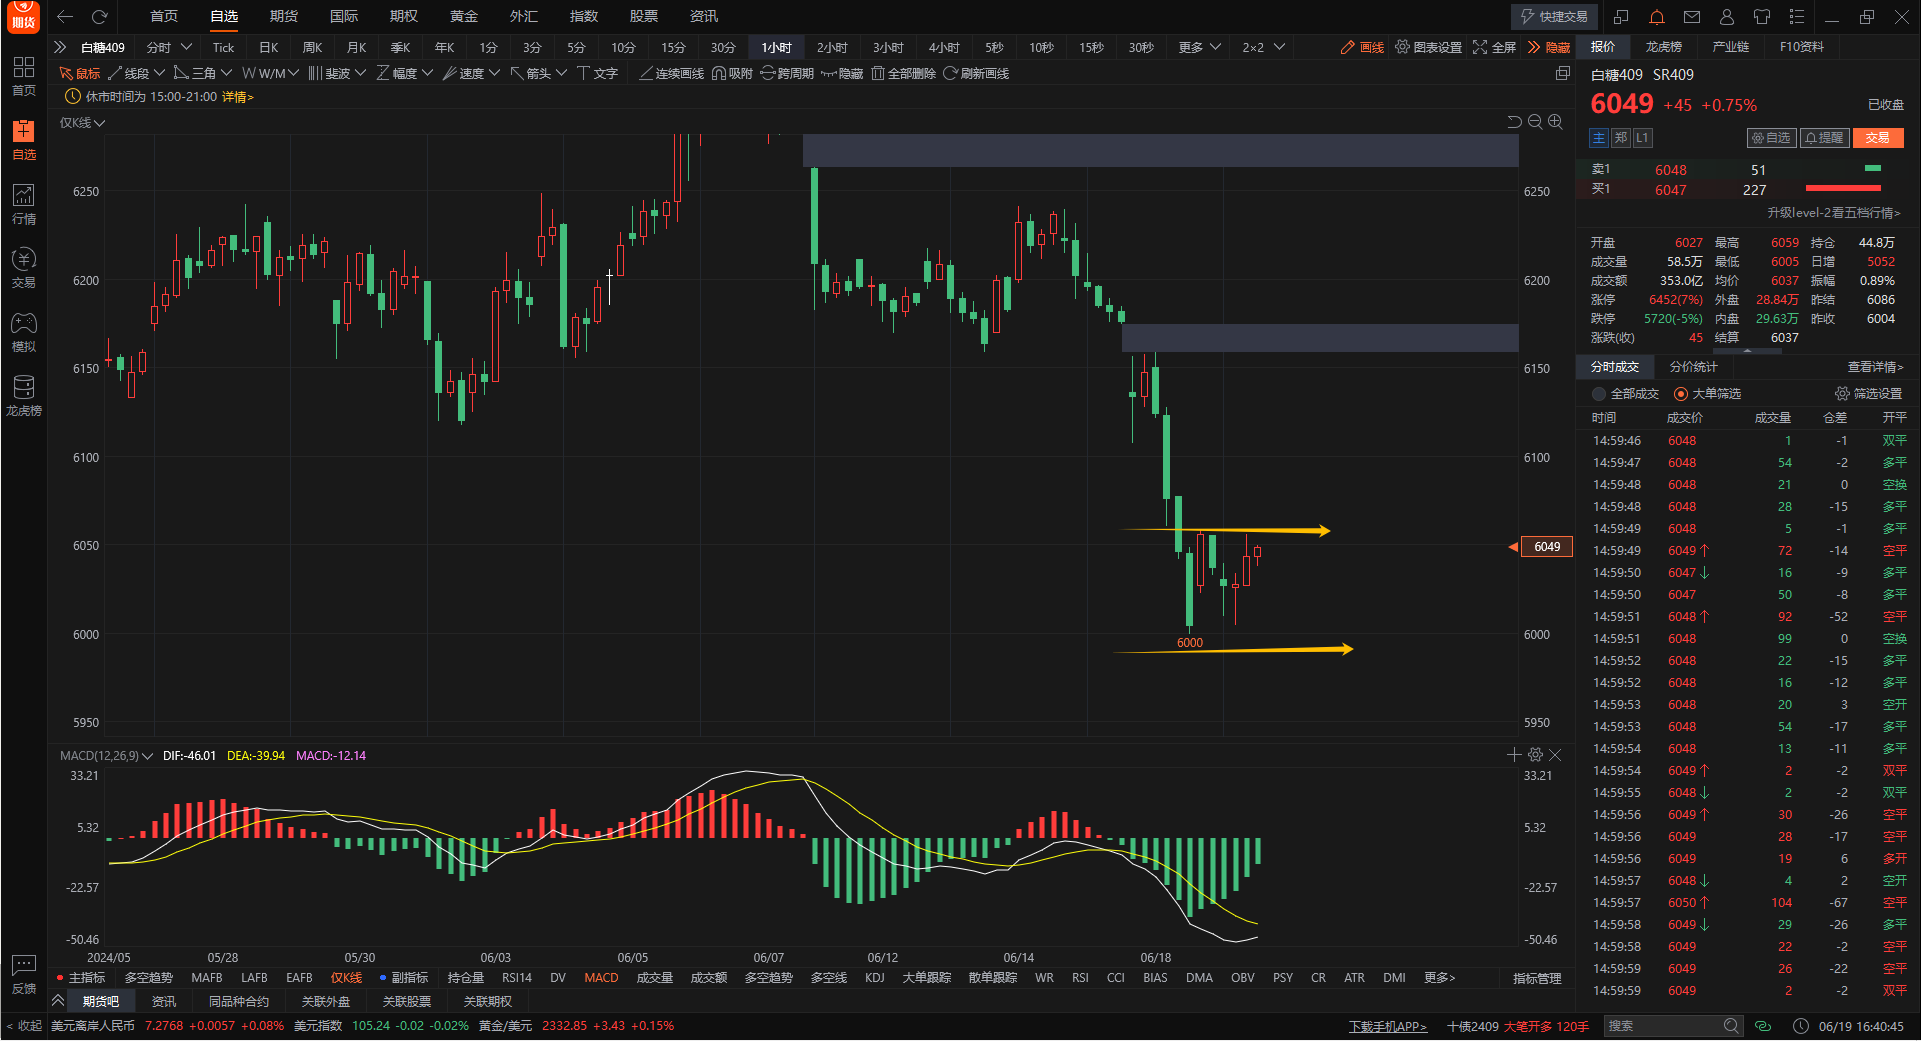 期货 首页 自选 期货 国际 期权 黄金 外汇 指数 股票 资讯 快捷交易
白糖409 分时 Tick 日K 周K 月K 季K 年K 1分 3分 5分 10分 15分 30分 1小时 2小时 3小时 4小时 5秒 10秒 15秒 30秒 更多 2×2 画线 图表设置 全屏 隐藏 报价 龙虎榜 产业链 F10资料
鼠标 线段 三角 W/M 斐波 幅度 速度 箭头 文字 连续画线 吸附 跨周期 隐藏 全部删除 刷新画线
休市时间为 15:00-21:00 详情>
仅K线
首页
自选
行情
交易
模拟
龙虎榜
反馈
< 收起
6250 6250
6200 6200
6150 6150
6100 6100
6050 6049
6000 6000 6000
5950 5950
MACD(12,26,9) DIF:-46.01 DEA:-39.94 MACD:-12.14
33.21 33.21
5.32 5.32
-22.57 -22.57
-50.46 -50.46
2024/05 05/28 05/30 06/03 06/05 06/07 06/12 06/14 06/18
主指标 多空趋势 MAFB LAFB EAFB 仅K线 副指标 持仓量 RSI14 DV MACD 成交量 成交额 多空趋势 多空线 KDJ 大单跟踪 散单跟踪 WR RSI CCI BIAS DMA OBV PSY CR ATR DMI 更多> 指标管理
期货吧 资讯 同品种合约 关联外盘 关联股票 关联期权
白糖409 SR409
6049 +45 +0.75% 已收盘
主 郑 L1 自选 提醒 交易
卖1 6048 51
买1 6047 227
升级level-2看五档行情>
开盘 6027 最高 6059 持仓 44.8万
成交量 58.5万 最低 6005 日增 5052
成交额 353.0亿 均价 6037 振幅 0.89%
涨停 6452(7%) 外盘 28.84万 昨结 6086
跌停 5720(-5%) 内盘 29.63万 昨收 6004
涨跌(收) 45 结算 6037
分时成交 分价统计 查看详情>
全部成交 大单筛选 筛选设置
时间 成交价 成交量 仓差 开平
14:59:46 6048 1 -1 双平
14:59:47 6048 54 -2 多平
14:59:48 6048 21 0 空换
14:59:48 6048 28 -15 多平
14:59:49 6048 5 -1 多平
14:59:49 6049↑ 72 -14 空平
14:59:50 6047↓ 16 -9 多平
14:59:50 6047 50 -8 多平
14:59:51 6048↑ 92 -52 空平
14:59:51 6048 99 0 空换
14:59:52 6048 22 -15 多平
14:59:52 6048 16 -12 多平
14:59:53 6048 20 3 空开
14:59:53 6048 54 -17 多平
14:59:54 6048 13 -11 多平
14:59:54 6049↑ 2 -2 双平
14:59:55 6048↓ 2 -2 双平
14:59:56 6049↑ 30 -26 空平
14:59:56 6049 28 -17 空平
14:59:56 6049 19 6 多开
14:59:57 6048↓ 4 2 空开
14:59:57 6050↑ 104 -67 空平
14:59:58 6049↓ 29 -26 多平
14:59:58 6049 22 -2 空平
14:59:59 6049 26 -22 空平
14:59:59 6049 2 -2 双平
美元离岸人民币 7.2768 +0.0057 +0.08% 美元指数 105.24 -0.02 -0.02% 黄金/美元 2332.85 +3.43 +0.15% 下载手机APP> 十债2409 大笔开多 120手 搜索 06/19 16:40:45